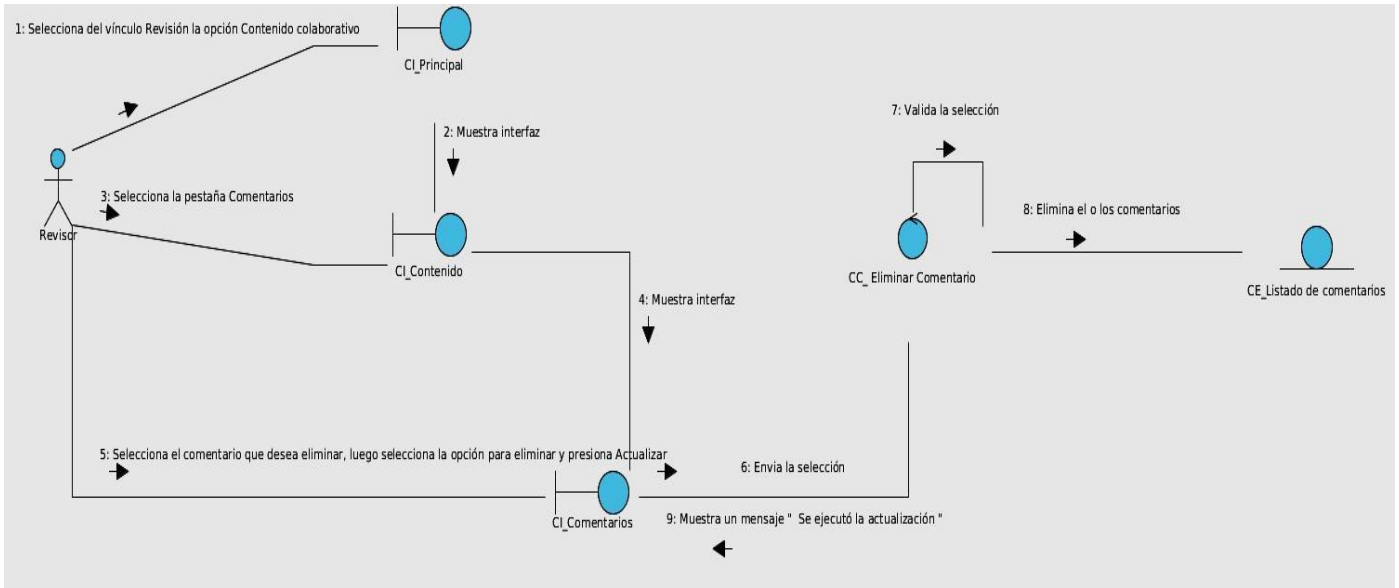 1: Selecciona del vínculo Revisión la opción Contenido colaborativo
CI_Principal
2: Muestra interfaz
3: Selecciona la pestaña Comentarios
Revisor
CI_Contenido
4: Muestra interfaz
5: Selecciona el comentario que desea eliminar, luego selecciona la opción para eliminar y presiona Actualizar
CI_Comentarios
6: Envia la selección
7: Valida la selección
CC_ Eliminar Comentario
8: Elimina el o los comentarios
CE_Listado de comentarios
9: Muestra un mensaje " Se ejecutó la actualización "